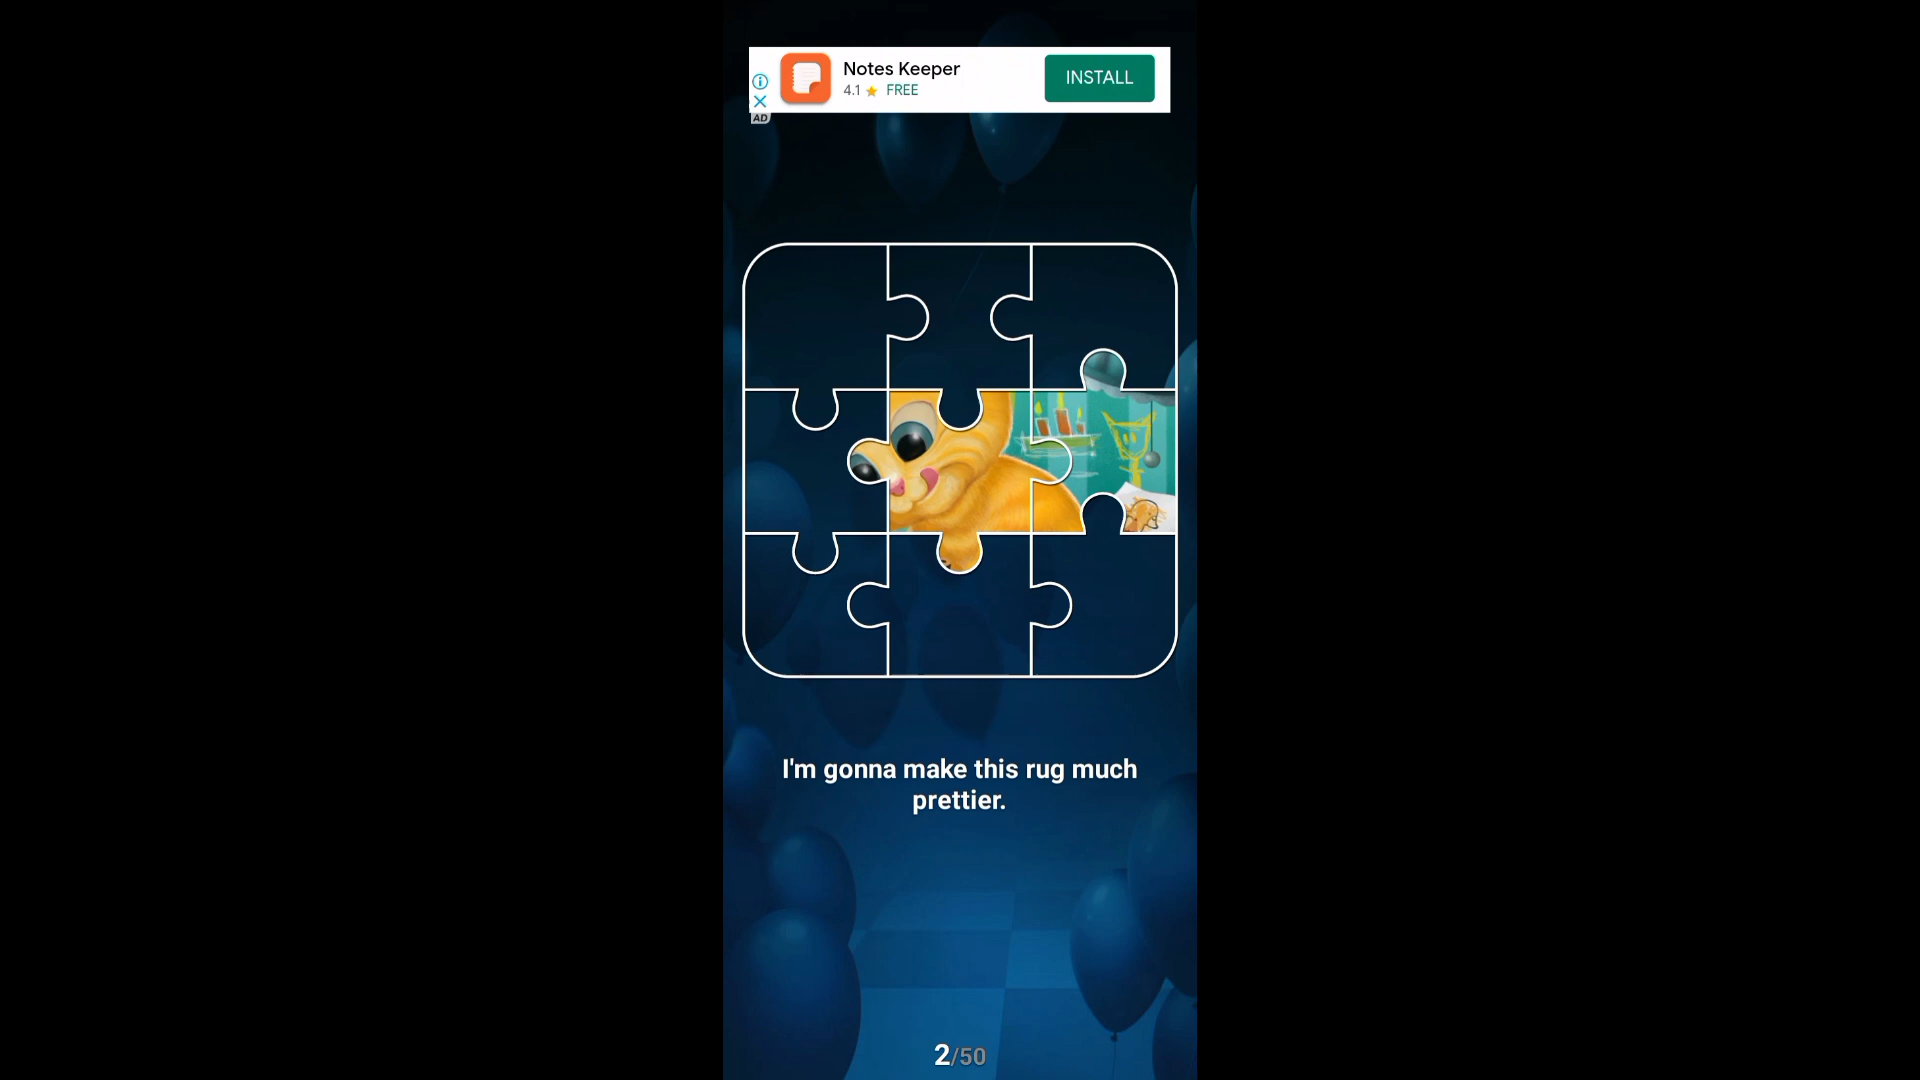 Notes Keeper
4.1 ★ FREE
INSTALL
AD
I'm gonna make this rug much
prettier.
2/50